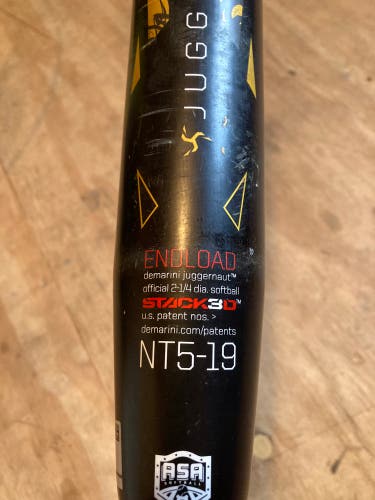 JUGG
ENDLOAD
demarini juggernaut™
official 2-1/4 dia. softball
STACK3D™
u.s. patent nos. >
demarini.com/patents
NT5-19
ASA
SOFTBALL